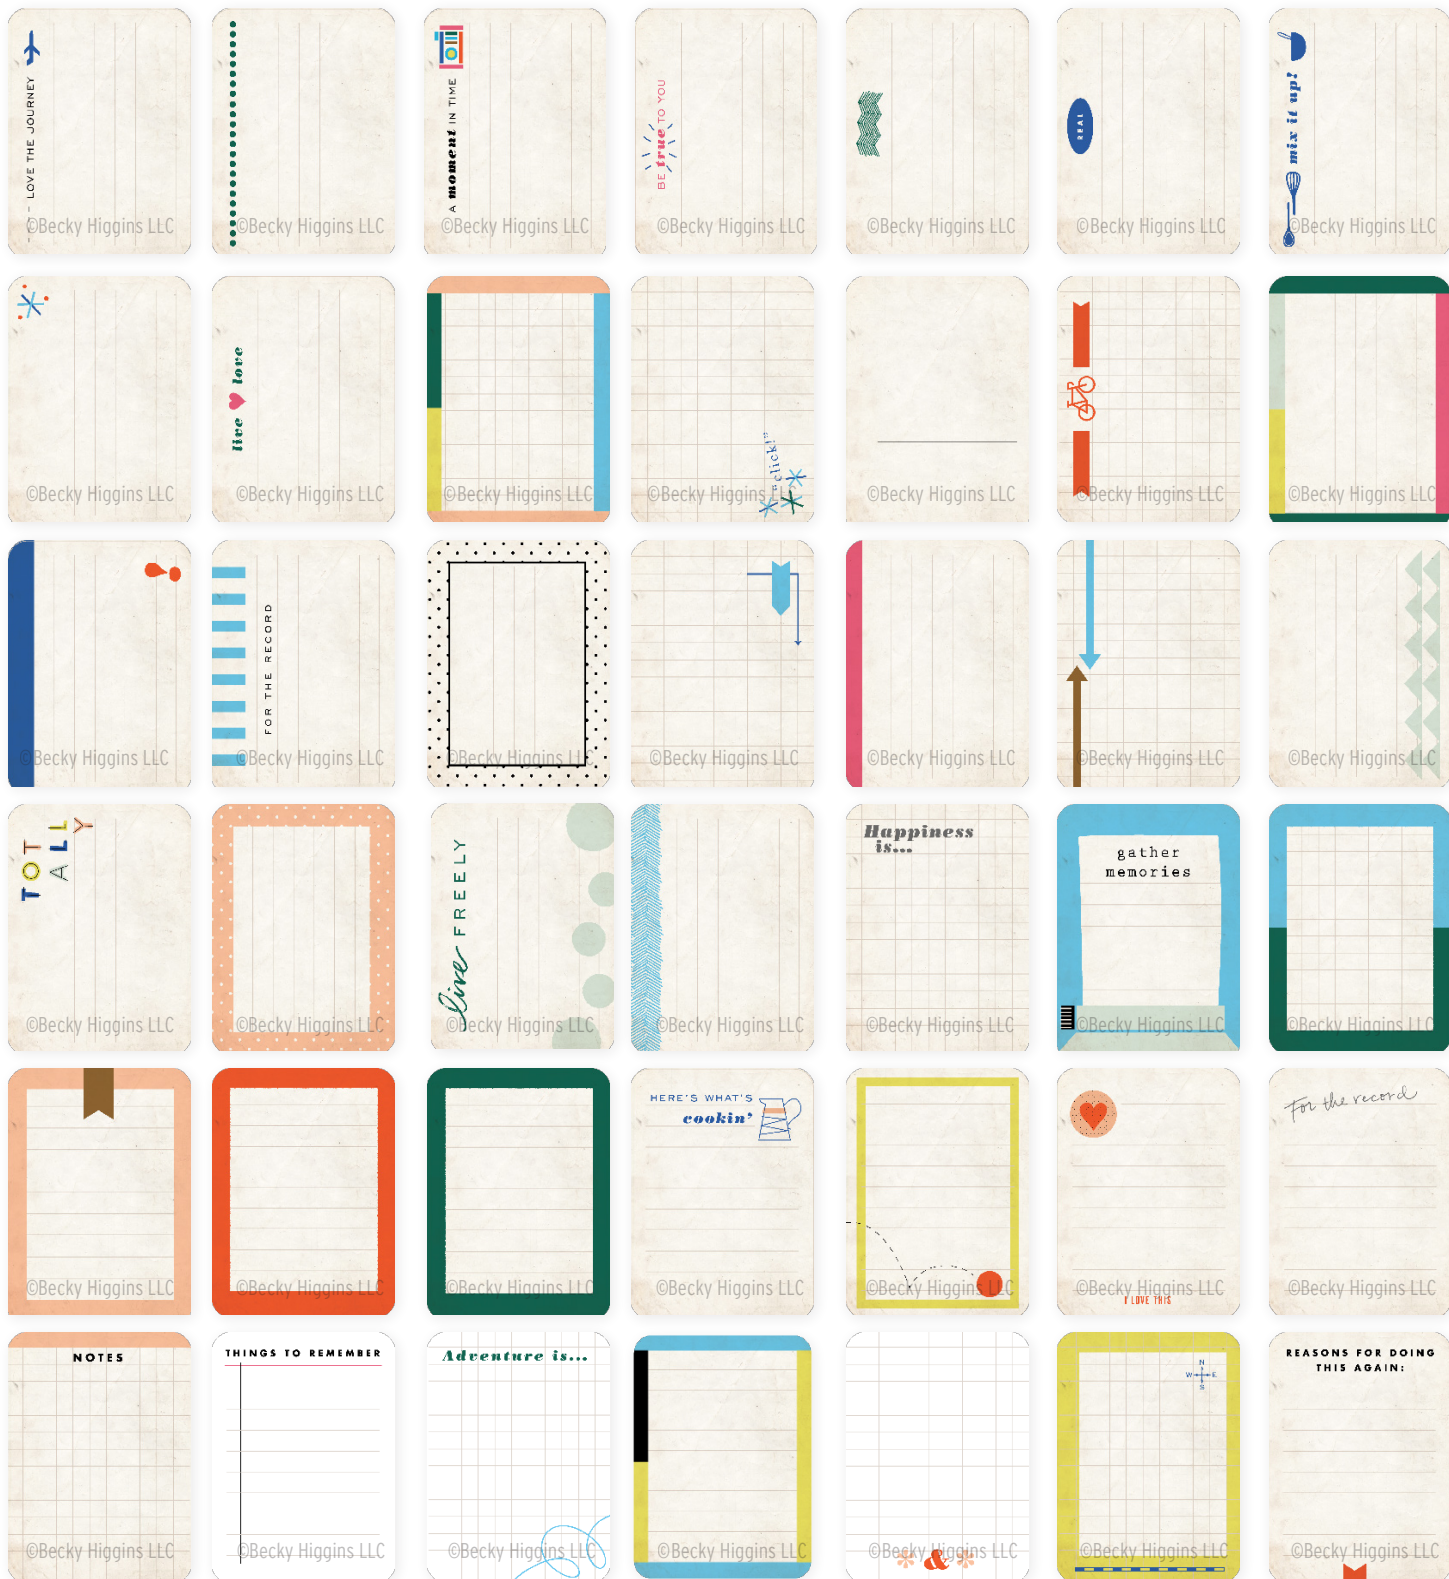 LOVE THE JOURNEY
©Becky Higgins LLC
©Becky Higgins LLC
A moment IN TIME
©Becky Higgins LLC
BE true TO YOU
©Becky Higgins LLC
©Becky Higgins LLC
REAL
©Becky Higgins LLC
mix it up!
©Becky Higgins LLC
©Becky Higgins LLC
live love
©Becky Higgins LLC
©Becky Higgins LLC
"click!"
©Becky Higgins LLC
©Becky Higgins LLC
©Becky Higgins LLC
©Becky Higgins LLC
©Becky Higgins LLC
FOR THE RECORD
©Becky Higgins LLC
©Becky Higgins LLC
©Becky Higgins LLC
©Becky Higgins LLC
©Becky Higgins LLC
©Becky Higgins LLC
TOT
ALLY
©Becky Higgins LLC
©Becky Higgins LLC
live FREELY
©Becky Higgins LLC
©Becky Higgins LLC
Happiness
is...
©Becky Higgins LLC
gather
memories
©Becky Higgins LLC
©Becky Higgins LLC
©Becky Higgins LLC
©Becky Higgins LLC
©Becky Higgins LLC
HERE'S WHAT'S
cookin'
©Becky Higgins LLC
©Becky Higgins LLC
©Becky Higgins LLC
I LOVE THIS
For the record
©Becky Higgins LLC
NOTES
©Becky Higgins LLC
THINGS TO REMEMBER
©Becky Higgins LLC
Adventure is...
©Becky Higgins LLC
©Becky Higgins LLC
©Becky Higgins LLC
&
N
W E
S
©Becky Higgins LLC
REASONS FOR DOING
THIS AGAIN:
©Becky Higgins LLC